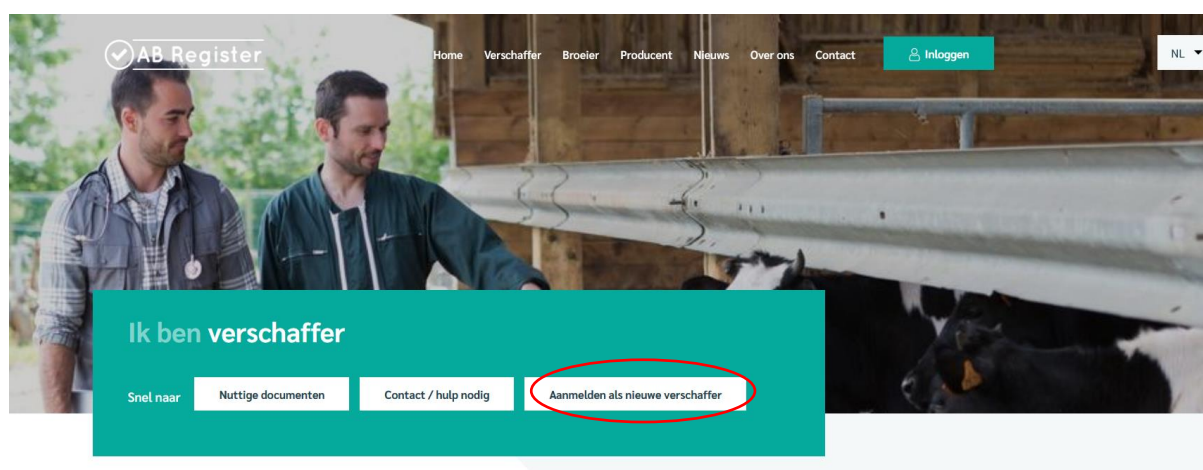 AB Register
Home Verschaffer Broeier Producent Nieuws Over ons Contact Inloggen NL
Ik ben verschaffer
Snel naar Nuttige documenten Contact / hulp nodig Aanmelden als nieuwe verschaffer